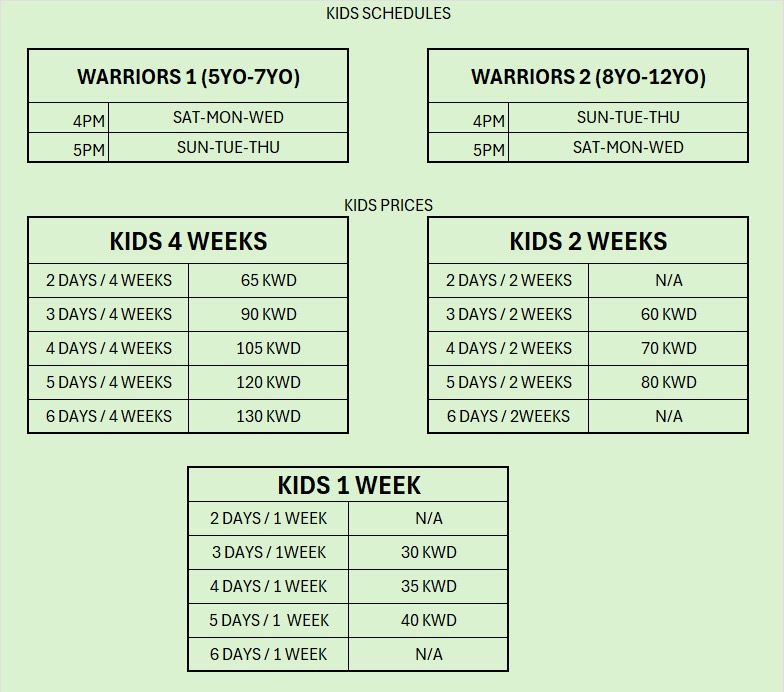 KIDS SCHEDULES
WARRIORS 1 (5YO-7YO)
4PM SAT-MON-WED
5PM SUN-TUE-THU
WARRIORS 2 (8YO-12YO)
4PM SUN-TUE-THU
5PM SAT-MON-WED
KIDS PRICES
KIDS 4 WEEKS
2 DAYS / 4 WEEKS 65 KWD
3 DAYS / 4 WEEKS 90 KWD
4 DAYS / 4 WEEKS 105 KWD
5 DAYS / 4 WEEKS 120 KWD
6 DAYS / 4 WEEKS 130 KWD
KIDS 2 WEEKS
2 DAYS / 2 WEEKS N/A
3 DAYS / 2 WEEKS 60 KWD
4 DAYS / 2 WEEKS 70 KWD
5 DAYS / 2 WEEKS 80 KWD
6 DAYS / 2WEEKS N/A
KIDS 1 WEEK
2 DAYS / 1 WEEK N/A
3 DAYS / 1WEEK 30 KWD
4 DAYS / 1 WEEK 35 KWD
5 DAYS / 1 WEEK 40 KWD
6 DAYS / 1 WEEK N/A